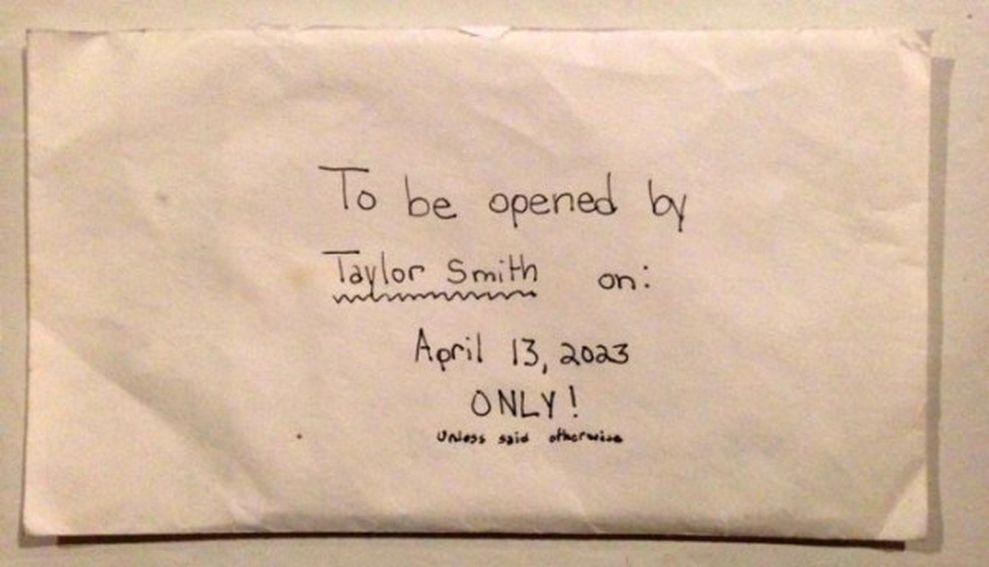 To be opened by
Taylor Smith on:
April 13, 2023
ONLY!
Unless said otherwise